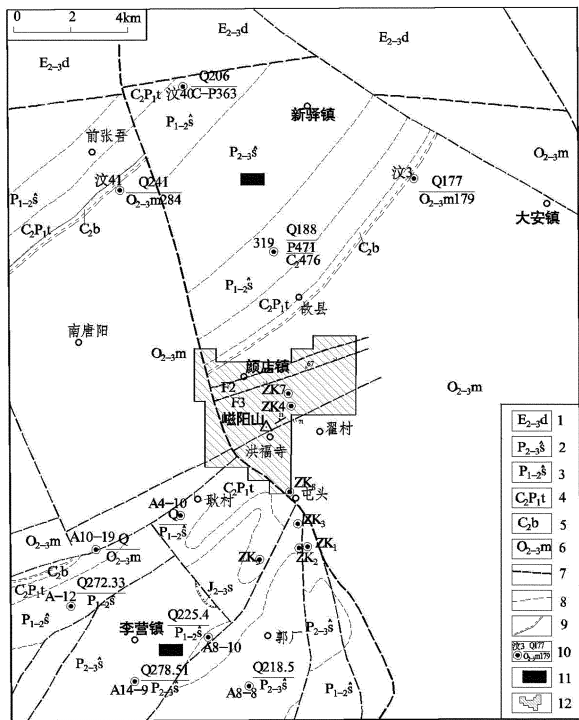 0 2 4km
E₂₋₃d
E₂₋₃d
E₂₋₃d
Q206
C₂P₁t 汶40 C-P363
P₁₋₂ŝ
新驿镇
前张吾
P₂₋₃ŝ
O₂₋₃m
汶41 Q241
O₂₋₃m284
汶3 Q177
O₂₋₃m179
P₁₋₂ŝ
大安镇
C₂P₁t
C₂b
319 Q188
P471
C₂476
C₂b
P₁₋₂ŝ
C₂P₁t
南唐阳
O₂₋₃m
颜店镇
67
F2
O₂₋₃m
ZK7
F3
ZK4
嵫阳山
翟村
洪福寺
C₂P₁t
ZK₈
屯头
耿村
A4-10
Q
P₁₋₂ŝ
ZK₃
O₂₋₃m
A10-19 Q
O₂₋₃m
ZK₁
ZK₂
C₂b
C₂P₁t
Q272.33
A-12 P₁₋₂ŝ
J₂₋₃s
P₁₋₂ŝ
Q225.4
P₁₋₂ŝ
李营镇
A8-10
郭厂
P₂₋₃ŝ
P₂₋₃ŝ
Q278.51
A14-9 P₂₋₃ŝ
Q218.5
A8-8 P₂₋₃ŝ
P₁₋₂ŝ
E₂₋₃d 1
P₂₋₃ŝ 2
P₁₋₂ŝ 3
C₂P₁t 4
C₂b 5
O₂₋₃m 6
7
8
9
汶3 Q177
O₂₋₃m179 10
11
12